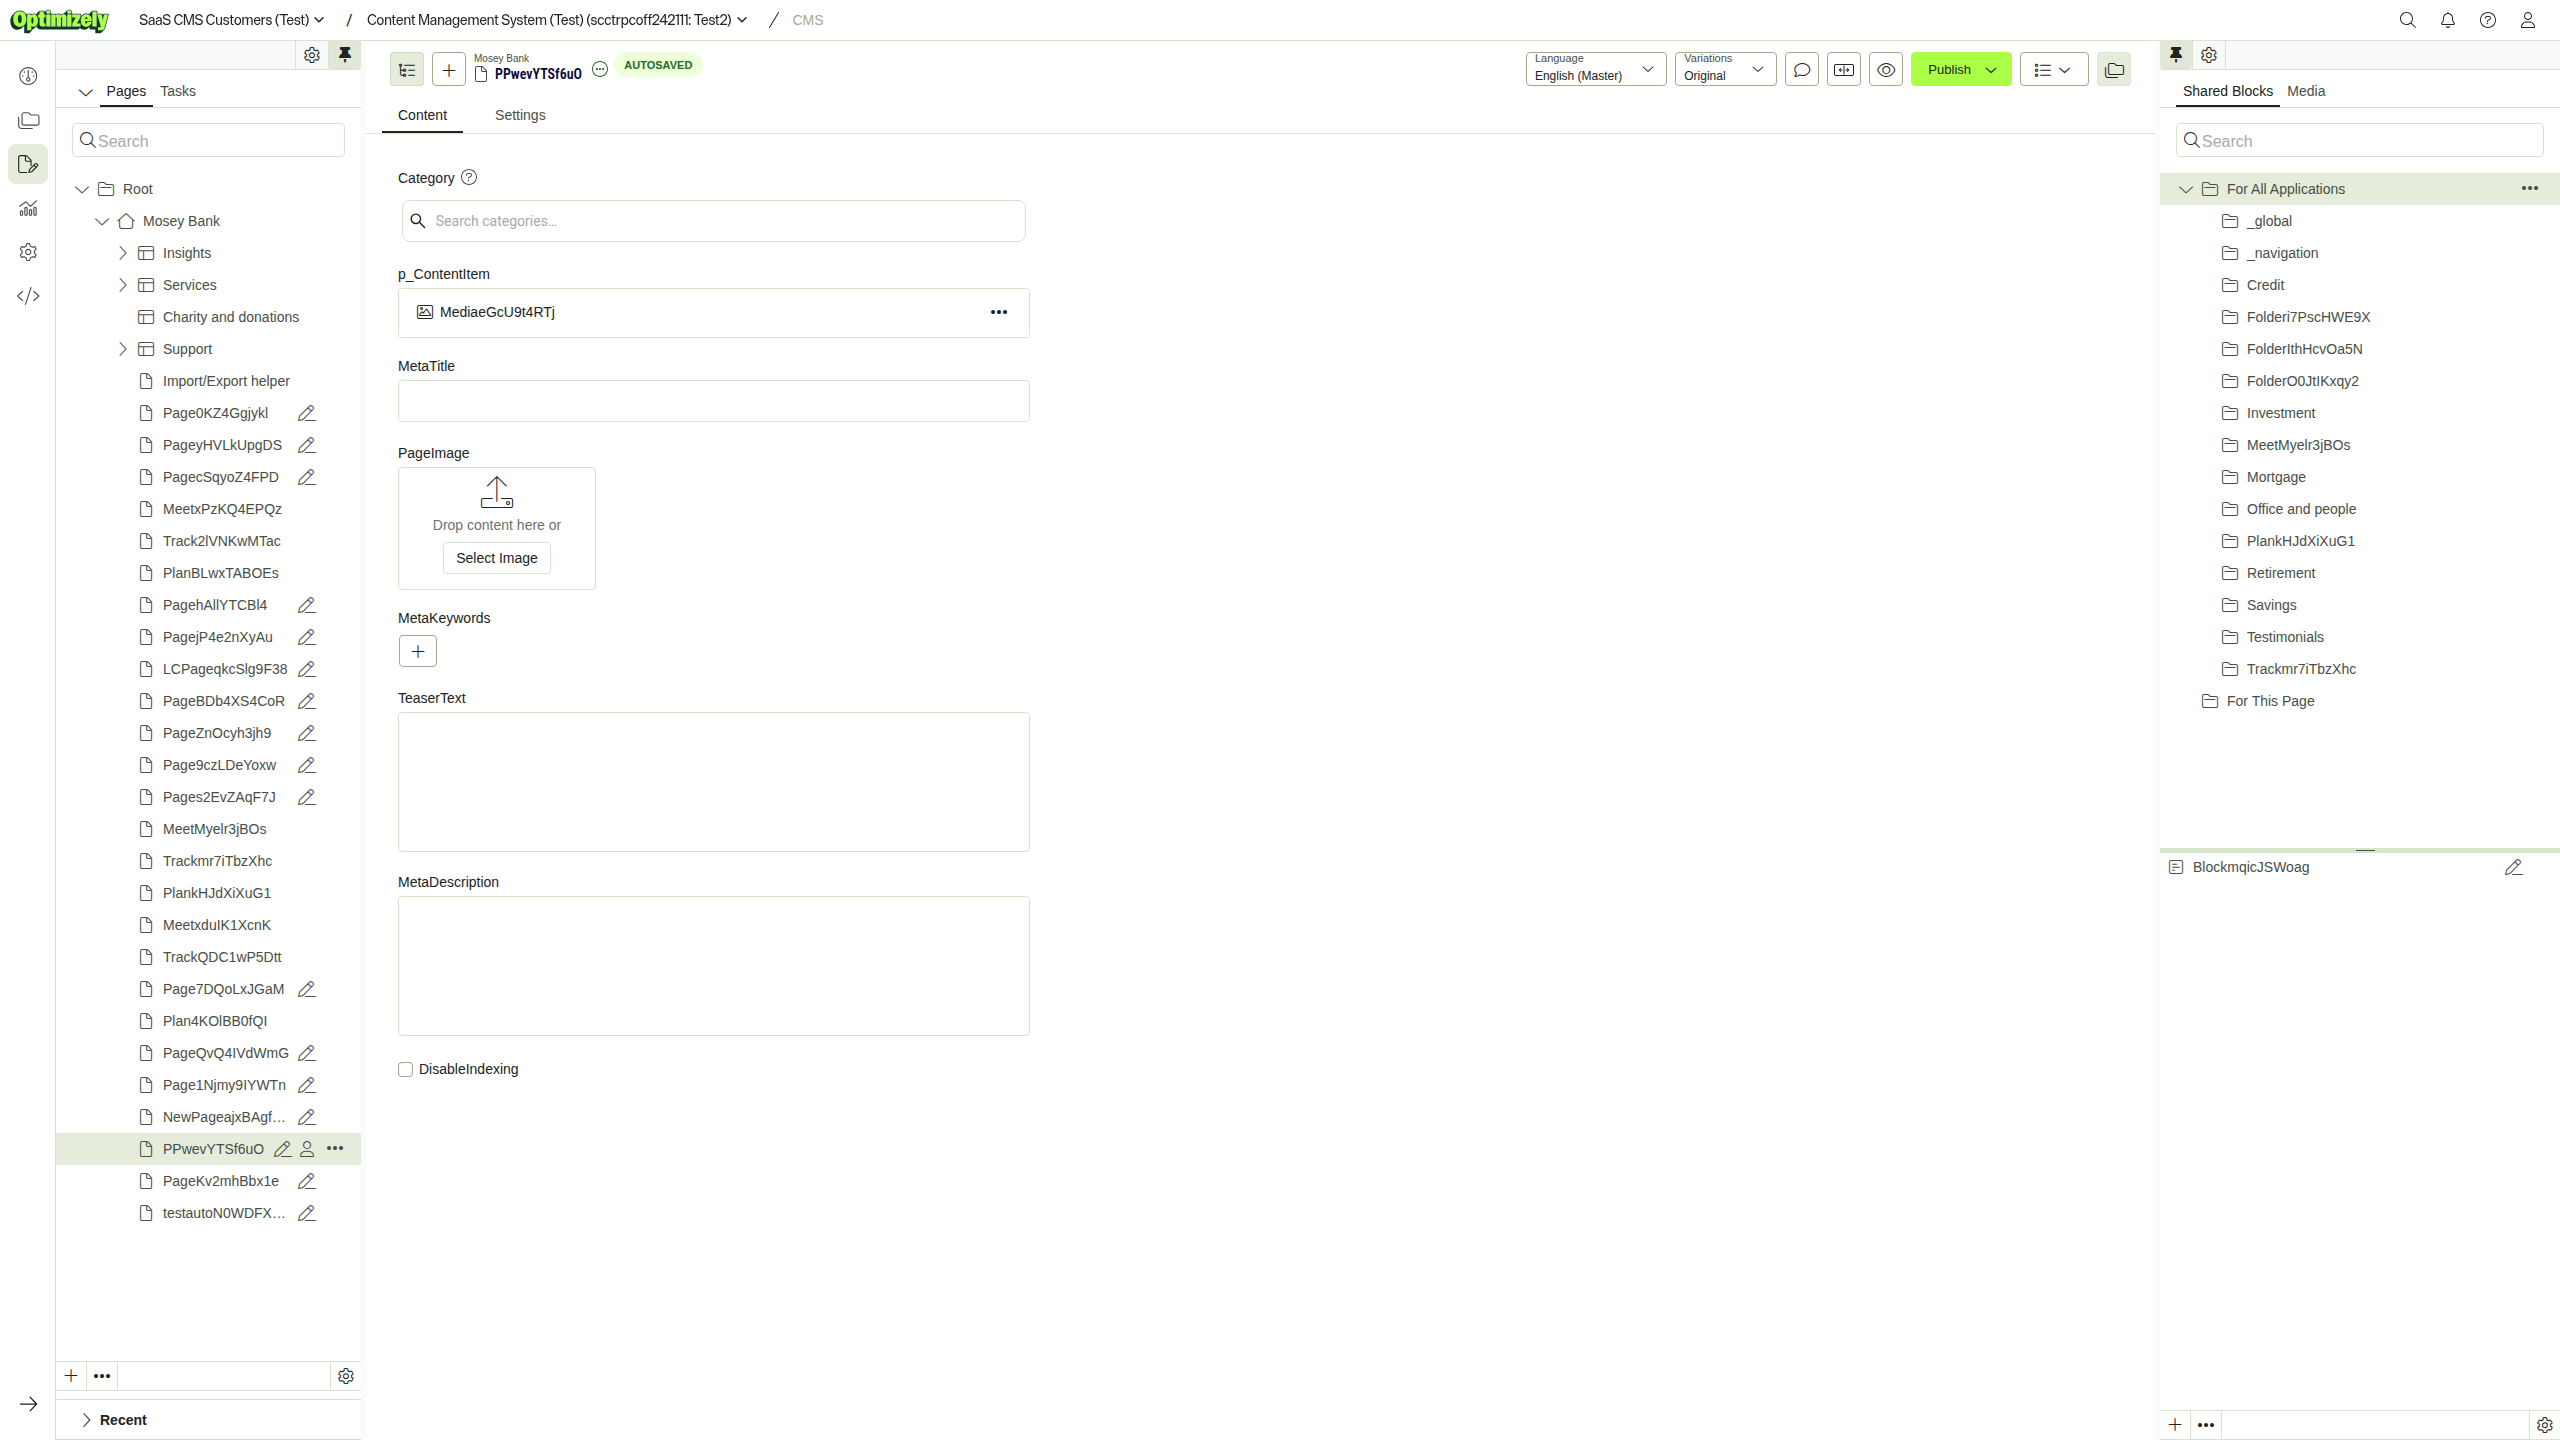 Optimizely
SaaS CMS Customers (Test) / Content Management System (Test) (scctrpcoff242111: Test2) / CMS
Pages Tasks
Search
Root
Mosey Bank
Insights
Services
Charity and donations
Support
Import/Export helper
Page0KZ4Ggjykl
PageyHVLkUpgDS
PagecSqyoZ4FPD
MeetxPzKQ4EPQz
Track2lVNKwMTac
PlanBLwxTABOEs
PagehAllYTCBl4
PagejP4e2nXyAu
LCPageqkcSlg9F38
PageBDb4XS4CoR
PageZnOcyh3jh9
Page9czLDeYoxw
Pages2EvZAqF7J
MeetMyelr3jBOs
Trackmr7iTbzXhc
PlankHJdXiXuG1
MeetxduIK1XcnK
TrackQDC1wP5Dtt
Page7DQoLxJGaM
Plan4KOlBB0fQI
PageQvQ4IVdWmG
Page1Njmy9IYWTn
NewPageajxBAgf...
PPwevYTSf6uO
PageKv2mhBbx1e
testautoN0WDFX...
Recent
Mosey Bank
PPwevYTSf6uO
AUTOSAVED
Language
English (Master)
Variations
Original
Publish
Content Settings
Category
Search categories...
p_ContentItem
MediaeGcU9t4RTj
MetaTitle
PageImage
Drop content here or
Select Image
MetaKeywords
TeaserText
MetaDescription
DisableIndexing
Shared Blocks Media
Search
For All Applications
_global
_navigation
Credit
Folderi7PscHWE9X
FolderIthHcvOa5N
FolderO0JtIKxqy2
Investment
MeetMyelr3jBOs
Mortgage
Office and people
PlankHJdXiXuG1
Retirement
Savings
Testimonials
Trackmr7iTbzXhc
For This Page
BlockmqicJSWoag